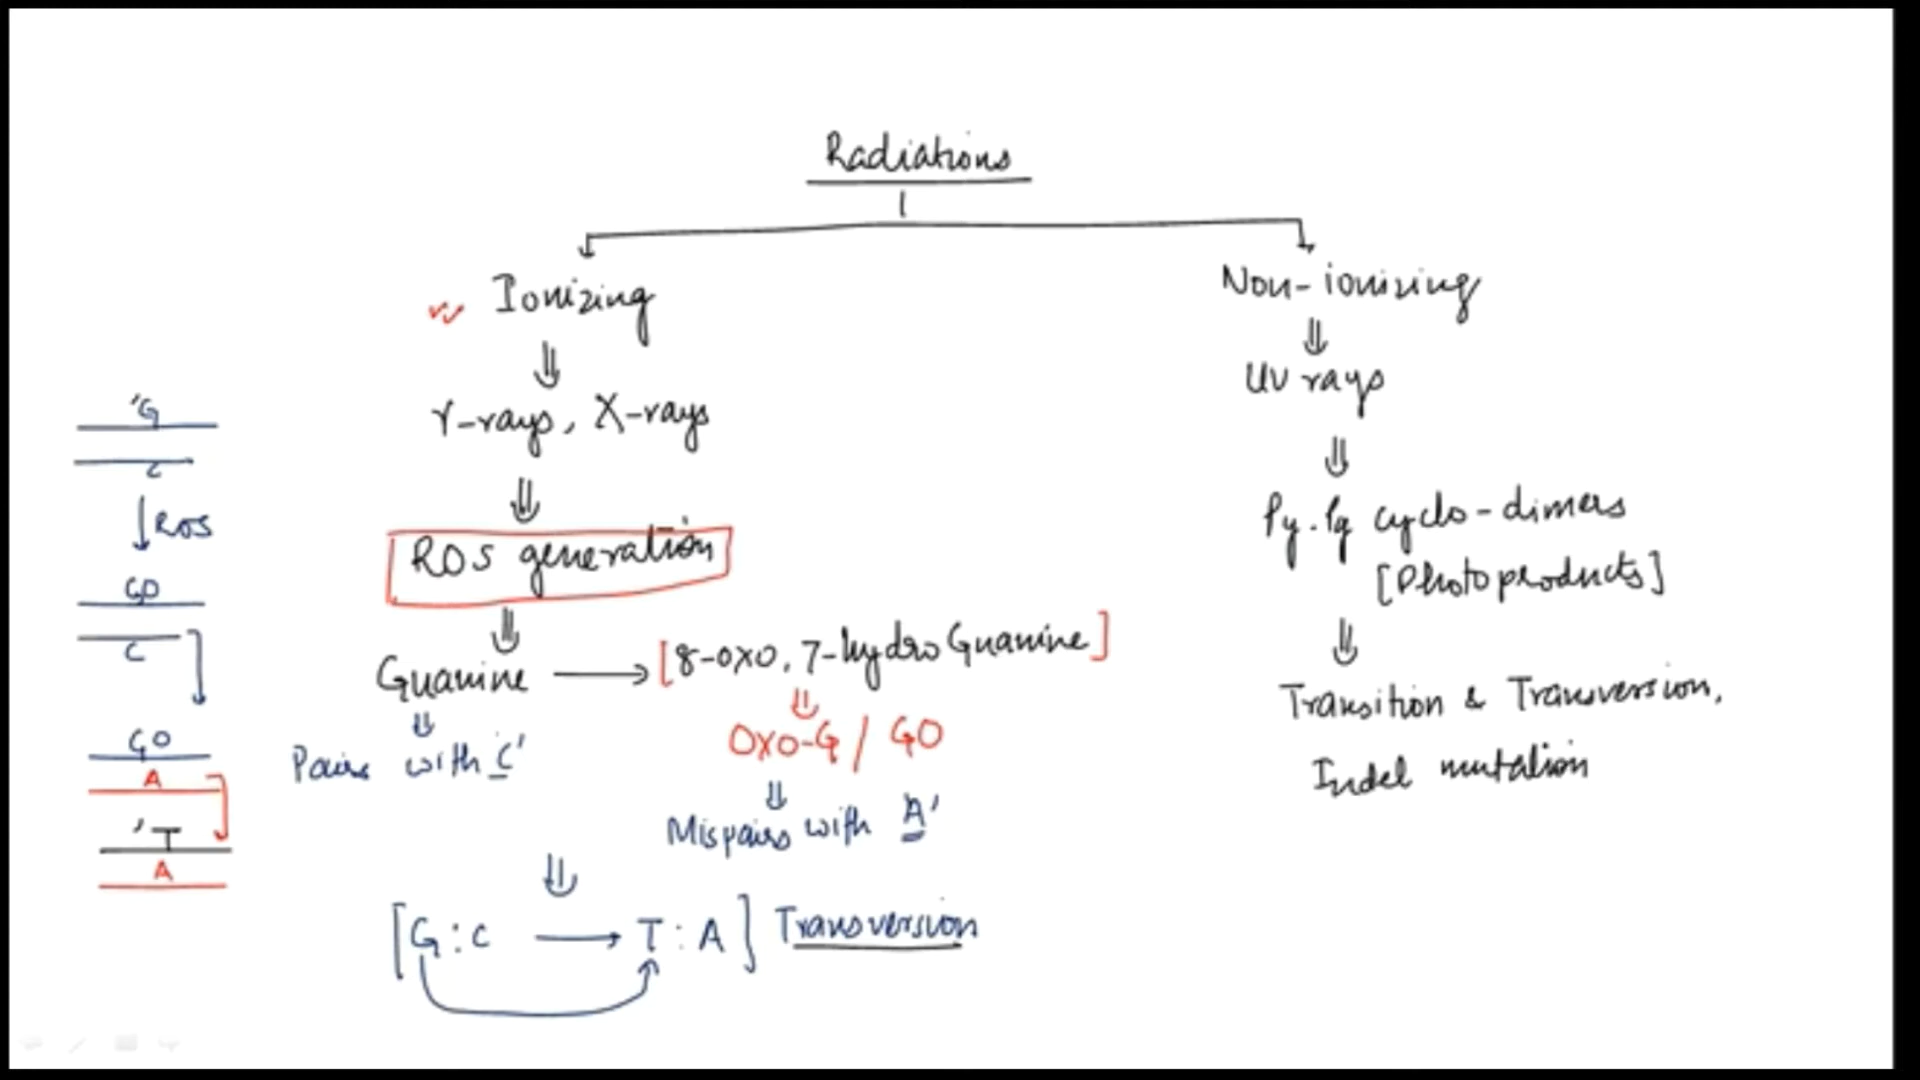 Radiations
Ionizing
Non-ionizing
γ-rays, X-rays
UV rays
ROS generation
Py-Py cyclo-dimers
[Photoproducts]
Guanine → [8-oxo, 7-hydro Guanine]
Pairs with C'
Oxo-G / GO
Mispairs with A'
Transition & Transversion,
Indel mutation
[G:C → T:A] Transversion
'G
C
↓ROS
GO
C
GO
A
'T
A